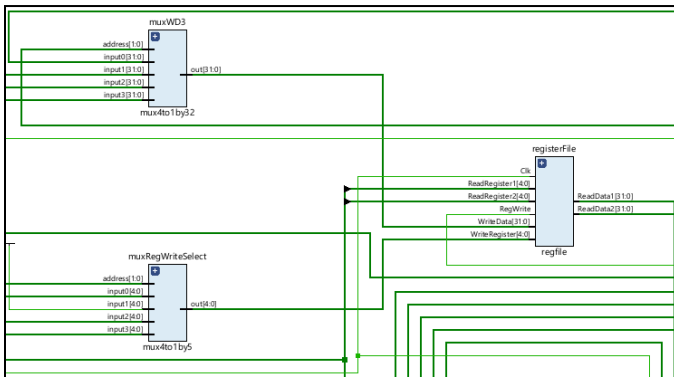 muxWD3
address[1:0]
input0[31:0]
input1[31:0]
input2[31:0]
input3[31:0]
out[31:0]
mux4to1by32
registerFile
Clk
ReadRegister1[4:0]
ReadRegister2[4:0]
RegWrite
WriteData[31:0]
WriteRegister[4:0]
ReadData1[31:0]
ReadData2[31:0]
regfile
muxRegWriteSelect
address[1:0]
input0[4:0]
input1[4:0]
input2[4:0]
input3[4:0]
out[4:0]
mux4to1by5